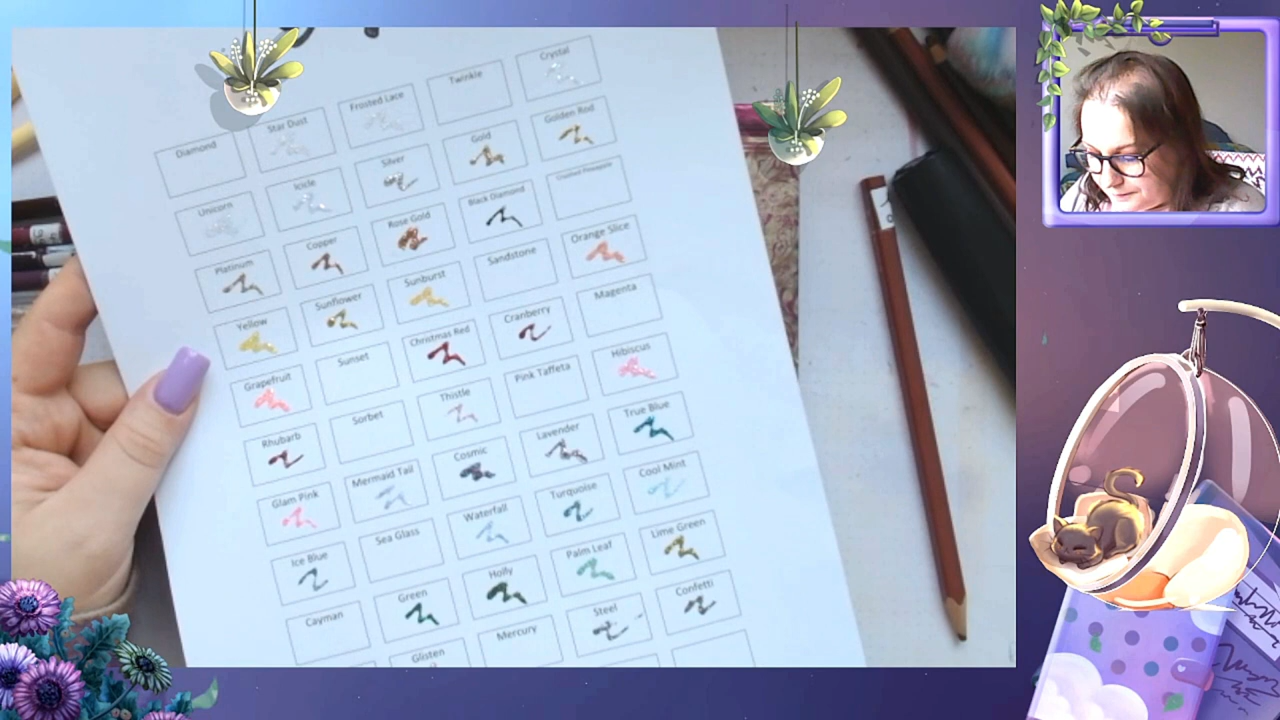 Diamond
Star Dust
Frosted Lace
Twinkle
Crystal
Unicorn
Icicle
Silver
Gold
Golden Rod
Platinum
Copper
Rose Gold
Black Diamond
Crushed Pineapple
Yellow
Sunflower
Sunburst
Sandstone
Orange Slice
Grapefruit
Sunset
Christmas Red
Cranberry
Magenta
Rhubarb
Sorbet
Thistle
Pink Taffeta
Hibiscus
Glam Pink
Mermaid Tail
Cosmic
Lavender
True Blue
Ice Blue
Sea Glass
Waterfall
Turquoise
Cool Mint
Cayman
Green
Holly
Palm Leaf
Lime Green
Glisten
Mercury
Steel
Confetti